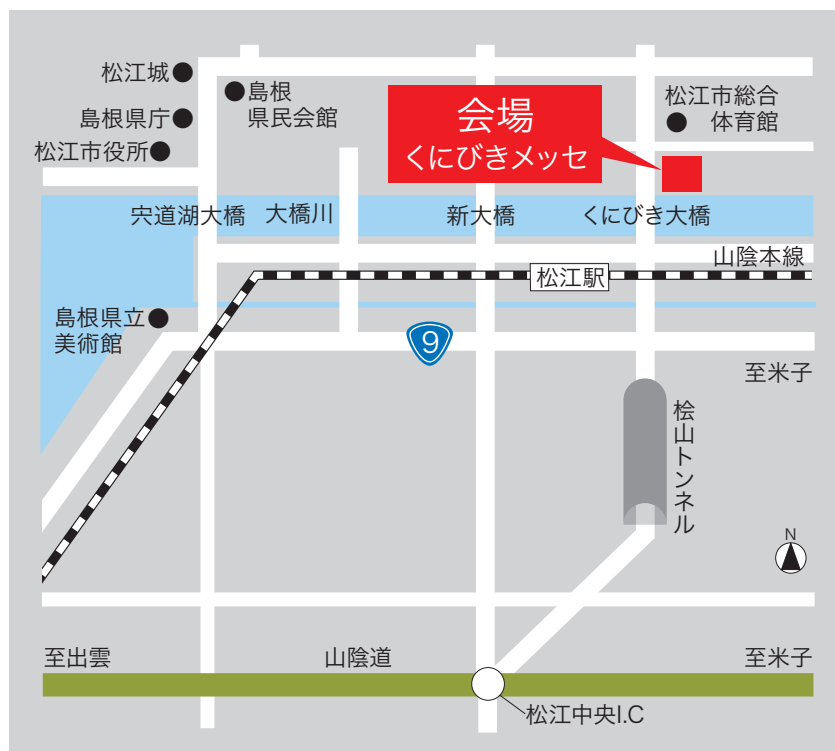 松江城
島根
県民会館
島根県庁
松江市役所
会場
くにびきメッセ
松江市総合
体育館
宍道湖大橋
大橋川
新大橋
くにびき大橋
山陰本線
松江駅
島根県立
美術館
9
至米子
桧山トンネル
N
至出雲
山陰道
至米子
松江中央I.C